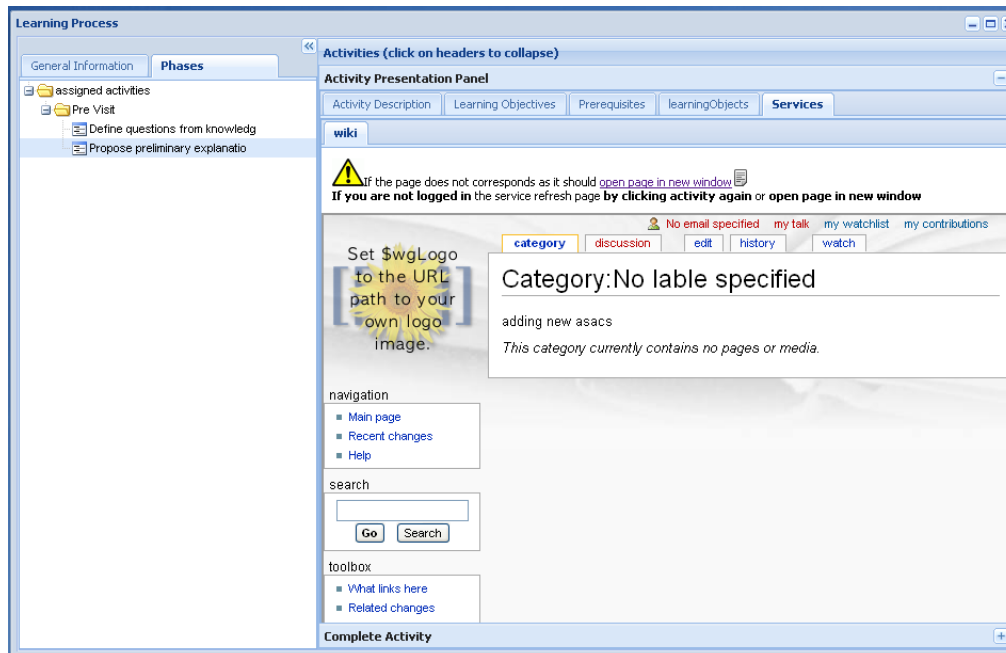 Learning Process
General Information
Phases
assigned activities
Pre Visit
Define questions from knowledg
Propose preliminary explanatio
Activities (click on headers to collapse)
Activity Presentation Panel
Activity Description
Learning Objectives
Prerequisites
learningObjects
Services
wiki
If the page does not corresponds as it should open page in new window
If you are not logged in the service refresh page by clicking activity again or open page in new window
No email specified my talk my watchlist my contributions
category
discussion
edit
history
watch
Set $wgLogo
to the URL
path to your
own logo
image.
Category:No lable specified
adding new asacs
This category currently contains no pages or media.
navigation
Main page
Recent changes
Help
search
Go
Search
toolbox
What links here
Related changes
Complete Activity